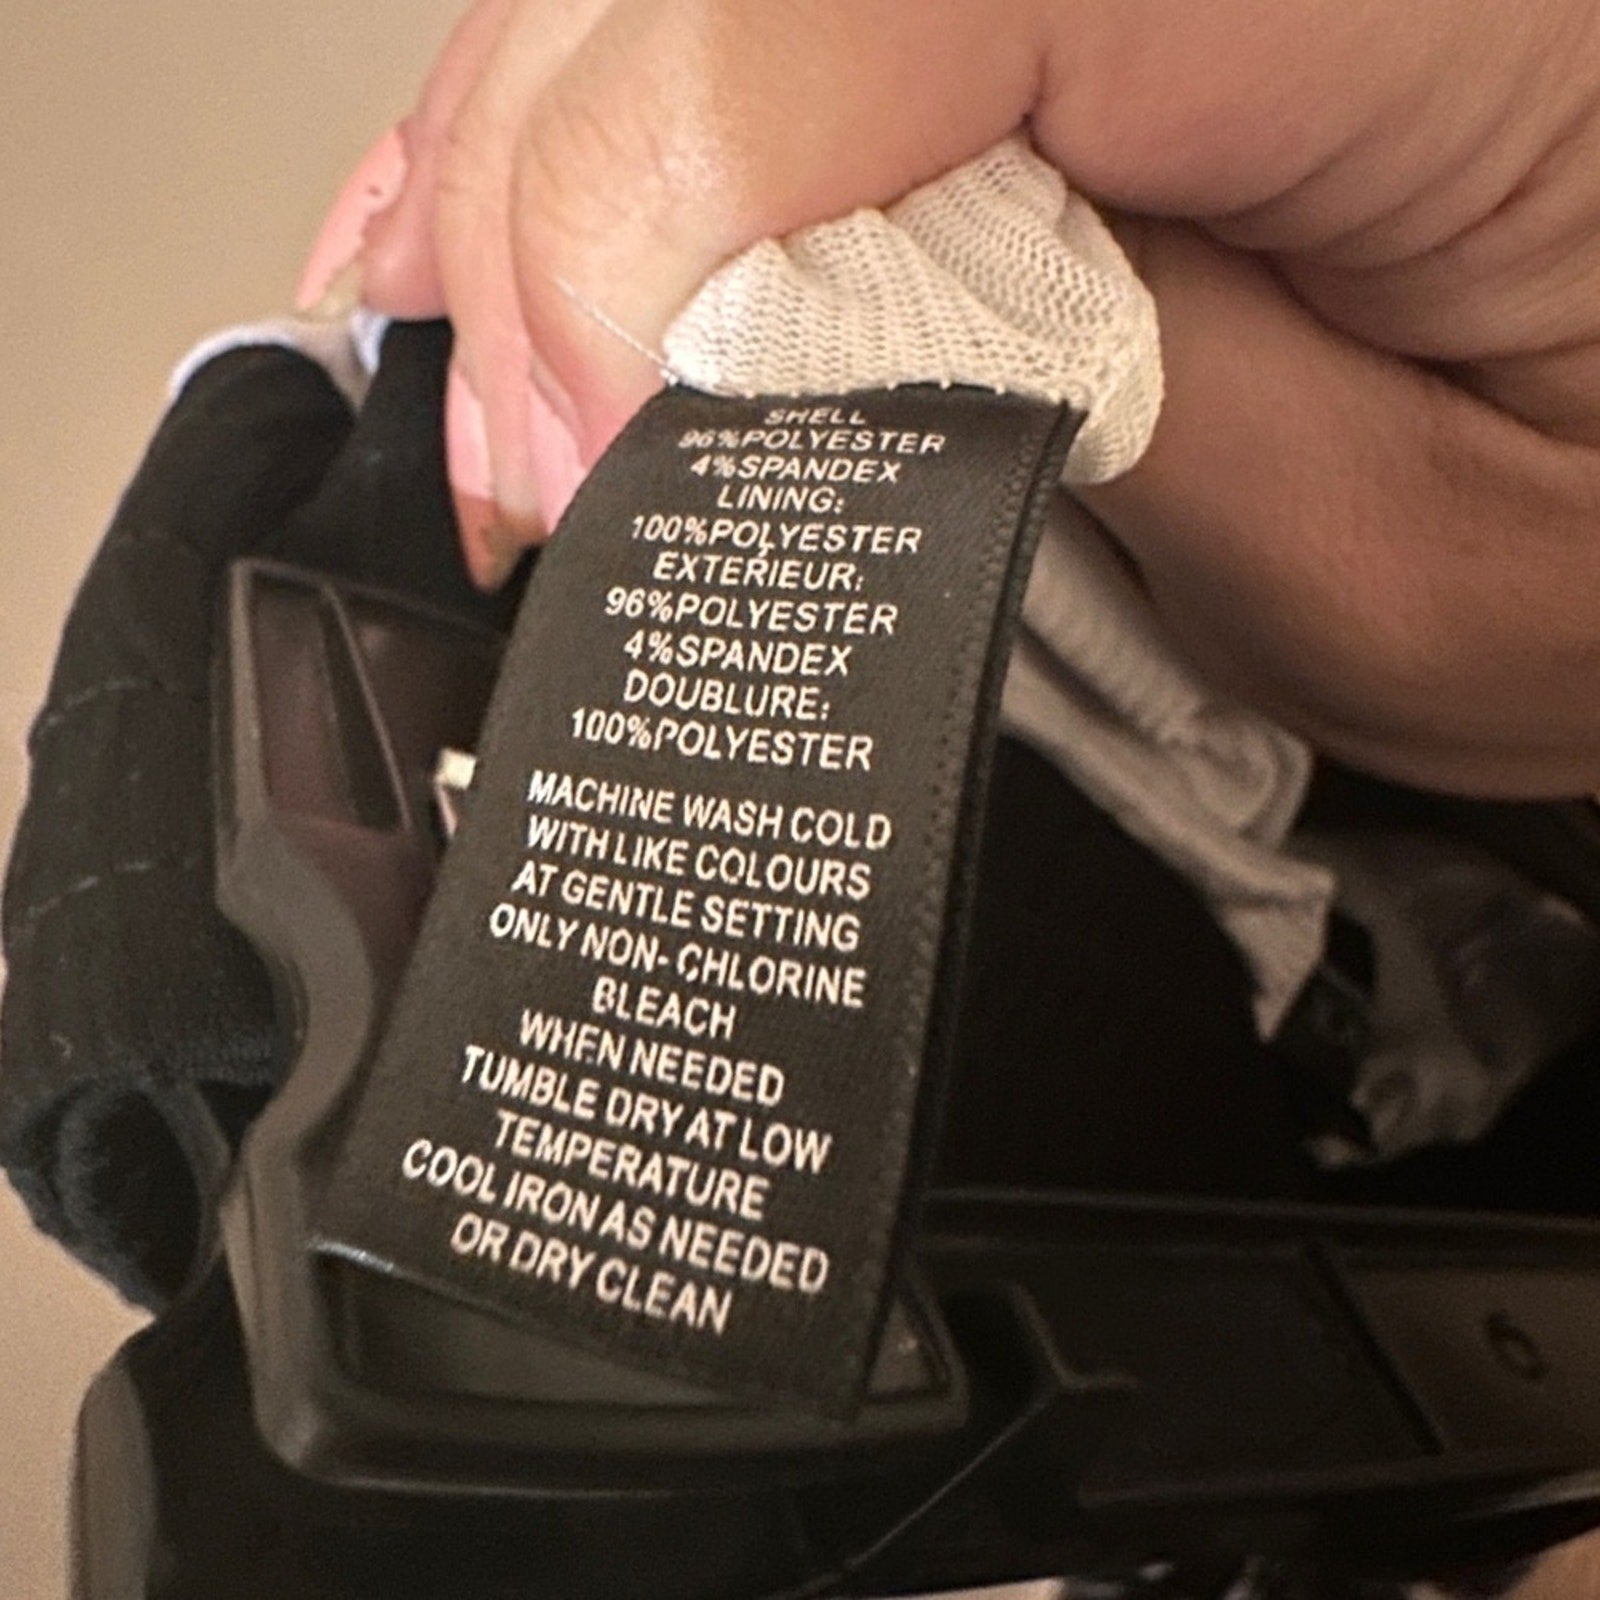 SHELL
96%POLYESTER
4%SPANDEX
LINING:
100%POLYESTER
EXTERIEUR:
96%POLYESTER
4%SPANDEX
DOUBLURE:
100%POLYESTER
MACHINE WASH COLD
WITH LIKE COLOURS
AT GENTLE SETTING
ONLY NON-CHLORINE
BLEACH
WHEN NEEDED
TUMBLE DRY AT LOW
TEMPERATURE
COOL IRON AS NEEDED
OR DRY CLEAN